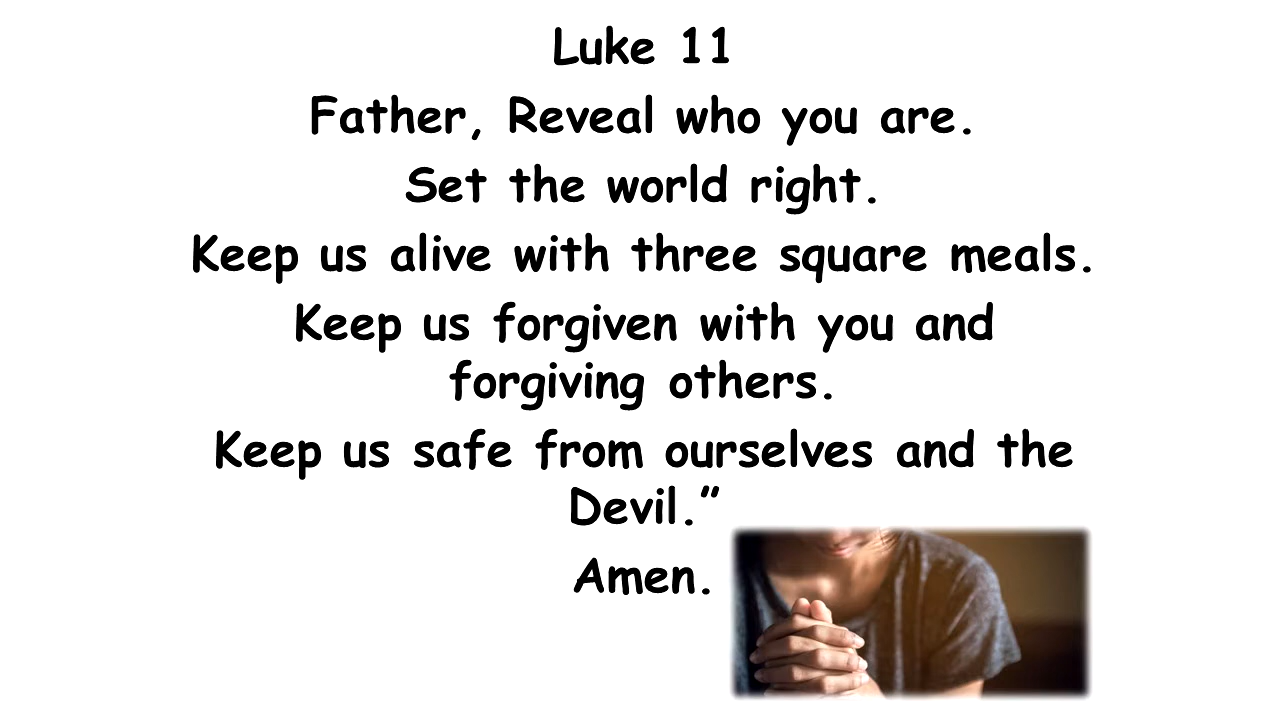 Luke 11
Father, Reveal who you are.
Set the world right.
Keep us alive with three square meals.
Keep us forgiven with you and
forgiving others.
Keep us safe from ourselves and the
Devil.”
Amen.